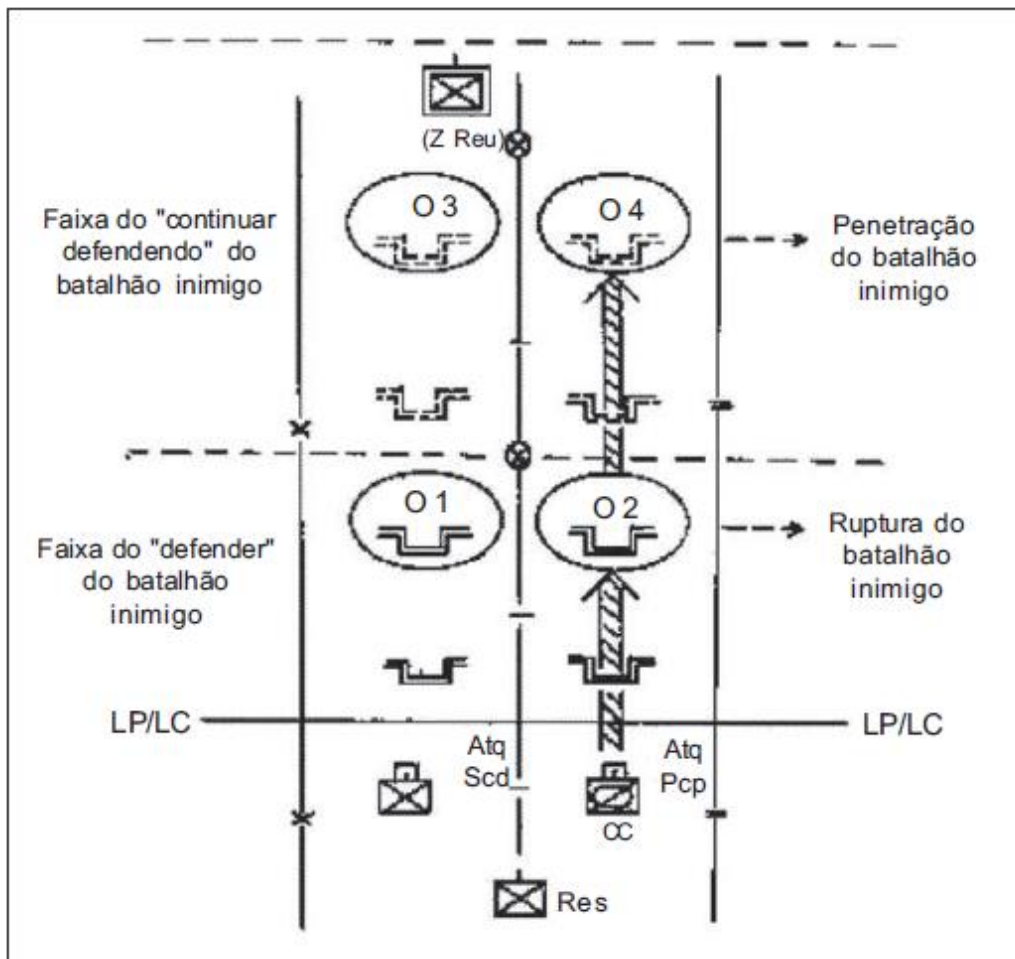 (Z Reu)
O 3
O 4
Faixa do "continuar
defendendo" do
batalhão inimigo
Penetração
do batalhão
inimigo
O 1
O 2
Faixa do "defender"
do batalhão
inimigo
Ruptura do
batalhão
inimigo
LP/LC
LP/LC
Atq
Scd
Atq
Pcp
CC
Res